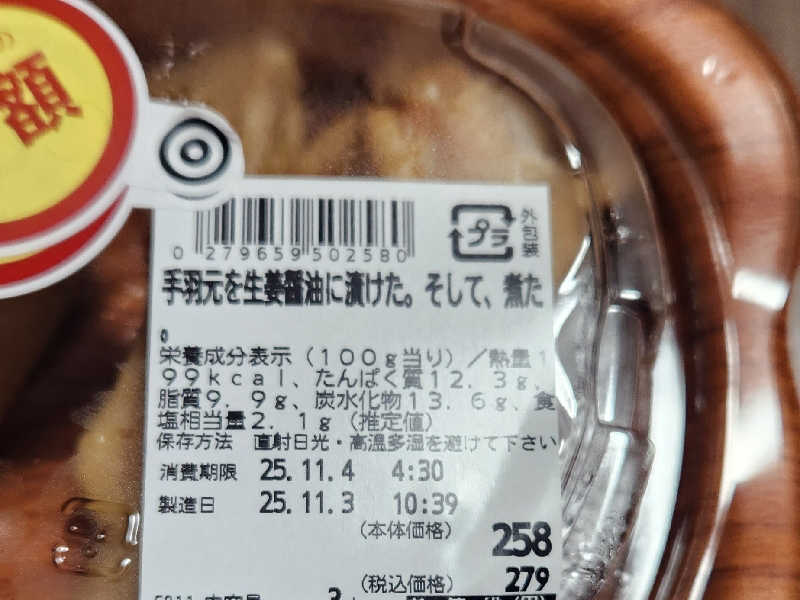 額
0 279659 502580
プラ
外包装
手羽元を生姜醤油に漬けた。そして、煮た
。
栄養成分表示(100g当り)/熱量1
99kcal、たんぱく質12.3g、
脂質9.9g、炭水化物13.6g、食
塩相当量2.1g(推定値)
保存方法 直射日光・高温多湿を避けて下さい
消費期限 25.11.4 4:30
製造日 25.11.3 10:39
(本体価格) 258
(税込価格) 279